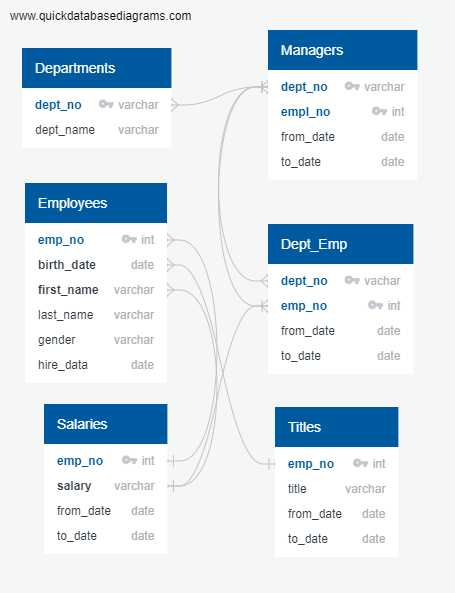 www.quickdatabasediagrams.com
Departments
dept_no varchar
dept_name varchar
Managers
dept_no varchar
empl_no int
from_date date
to_date date
Employees
emp_no int
birth_date date
first_name varchar
last_name varchar
gender varchar
hire_data date
Dept_Emp
dept_no vachar
emp_no int
from_date date
to_date date
Salaries
emp_no int
salary varchar
from_date date
to_date date
Titles
emp_no int
title varchar
from_date date
to_date date